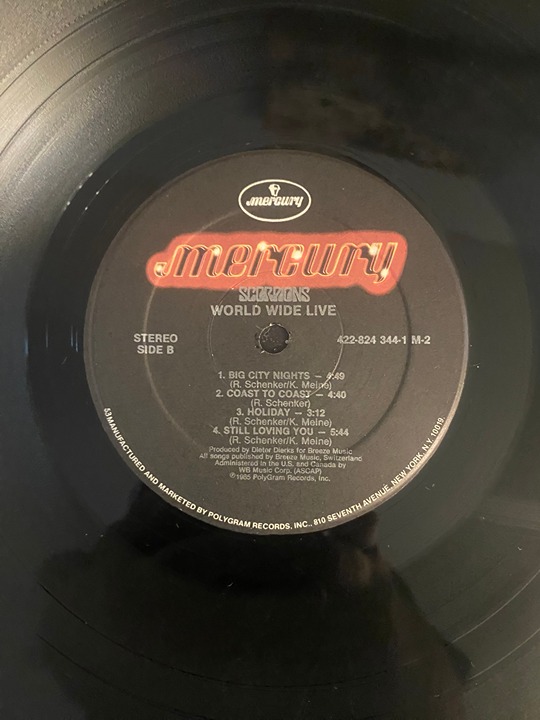 mercury
mercury
SCORPIONS
WORLD WIDE LIVE
STEREO
SIDE B
422-824 344-1 M-2
1. BIG CITY NIGHTS — 4:49
(R. Schenker/K. Meine)
2. COAST TO COAST — 4:40
(R. Schenker)
3. HOLIDAY — 3:12
(R. Schenker/K. Meine)
4. STILL LOVING YOU — 5:44
(R. Schenker/K. Meine)
Produced by Dieter Dierks for Breeze Music
All songs published by Breeze Music, Switzerland
Administered in the U.S. and Canada by
WB Music Corp. (ASCAP)
℗1985 PolyGram Records, Inc.
53 MANUFACTURED AND MARKETED BY POLYGRAM RECORDS, INC., 810 SEVENTH AVENUE, NEW YORK, N.Y. 10019.